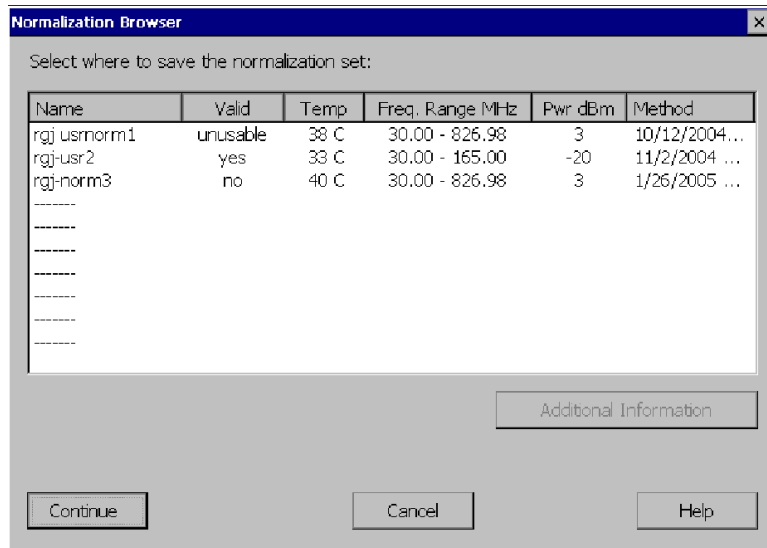 Normalization Browser
Select where to save the normalization set:
Name Valid Temp Freq. Range MHz Pwr dBm Method
rgj usrnorm1 unusable 38 C 30.00 - 826.98 3 10/12/2004...
rgj-usr2 yes 33 C 30.00 - 165.00 -20 11/2/2004 ...
rgj-norm3 no 40 C 30.00 - 826.98 3 1/26/2005 ...
-------
-------
-------
-------
-------
-------
-------
Additional Information
Continue Cancel Help